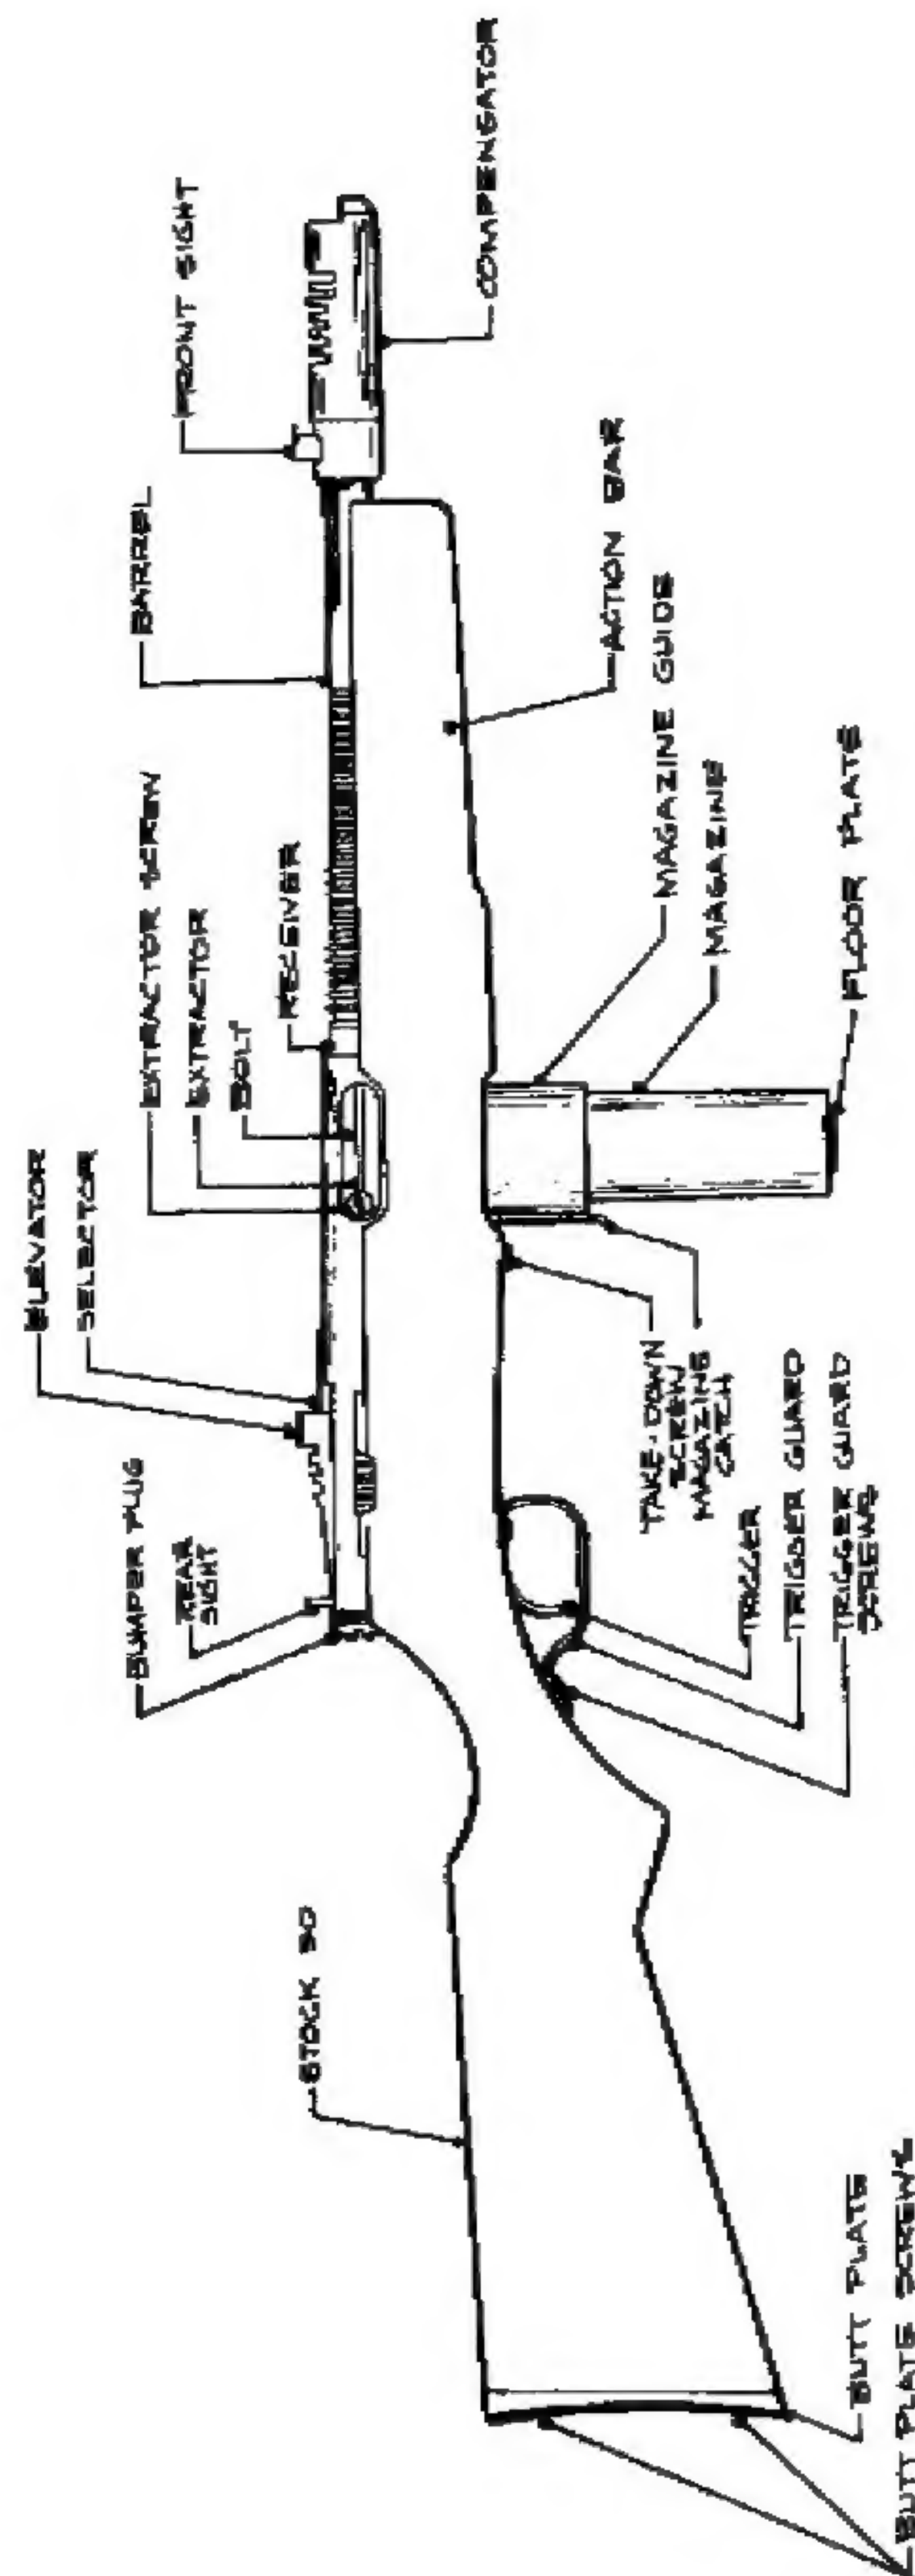 BUMPER PLUG
REAR
SIGHT
ELEVATOR
SELECTOR
EXTRACTOR SCREW
EXTRACTOR
BOLT
RECEIVER
BARREL
FRONT SIGHT
COMPENSATOR
STOCK
ACTION BAR
MAGAZINE GUIDE
MAGAZINE
FLOOR PLATE
TAKE-DOWN
SCREW
MAGAZINE
CATCH
TRIGGER
TRIGGER GUARD
TRIGGER GUARD
SCREWS
BUTT PLATE
BUTT PLATE SCREWS